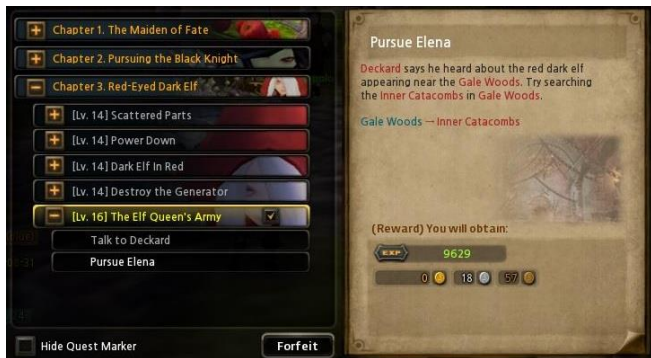 Chapter 1. The Maiden of Fate
Chapter 2. Pursuing the Black Knight
Chapter 3. Red-Eyed Dark Elf
[Lv. 14] Scattered Parts
[Lv. 14] Power Down
[Lv. 14] Dark Elf In Red
[Lv. 14] Destroy the Generator
[Lv. 16] The Elf Queen's Army
Talk to Deckard
Pursue Elena
Hide Quest Marker
Forfeit
Pursue Elena
Deckard says he heard about the red dark elf
appearing near the Gale Woods. Try searching
the Inner Catacombs in Gale Woods.
Gale Woods → Inner Catacombs
(Reward) You will obtain:
EXP 9629
0 18 57